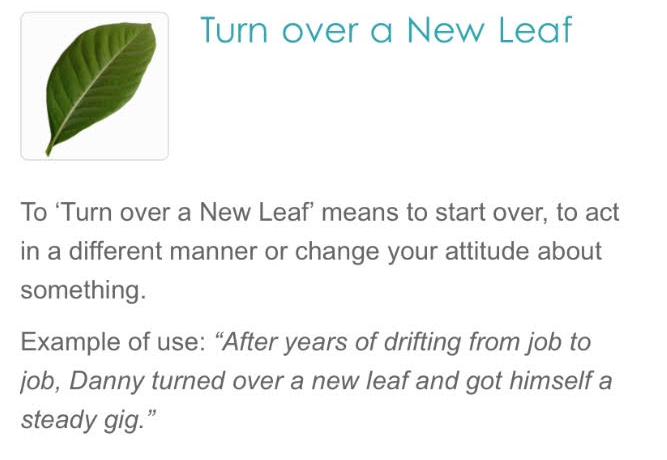 Turn over a New Leaf
To ‘Turn over a New Leaf’ means to start over, to act
in a different manner or change your attitude about
something.
Example of use: “After years of drifting from job to
job, Danny turned over a new leaf and got himself a
steady gig.”